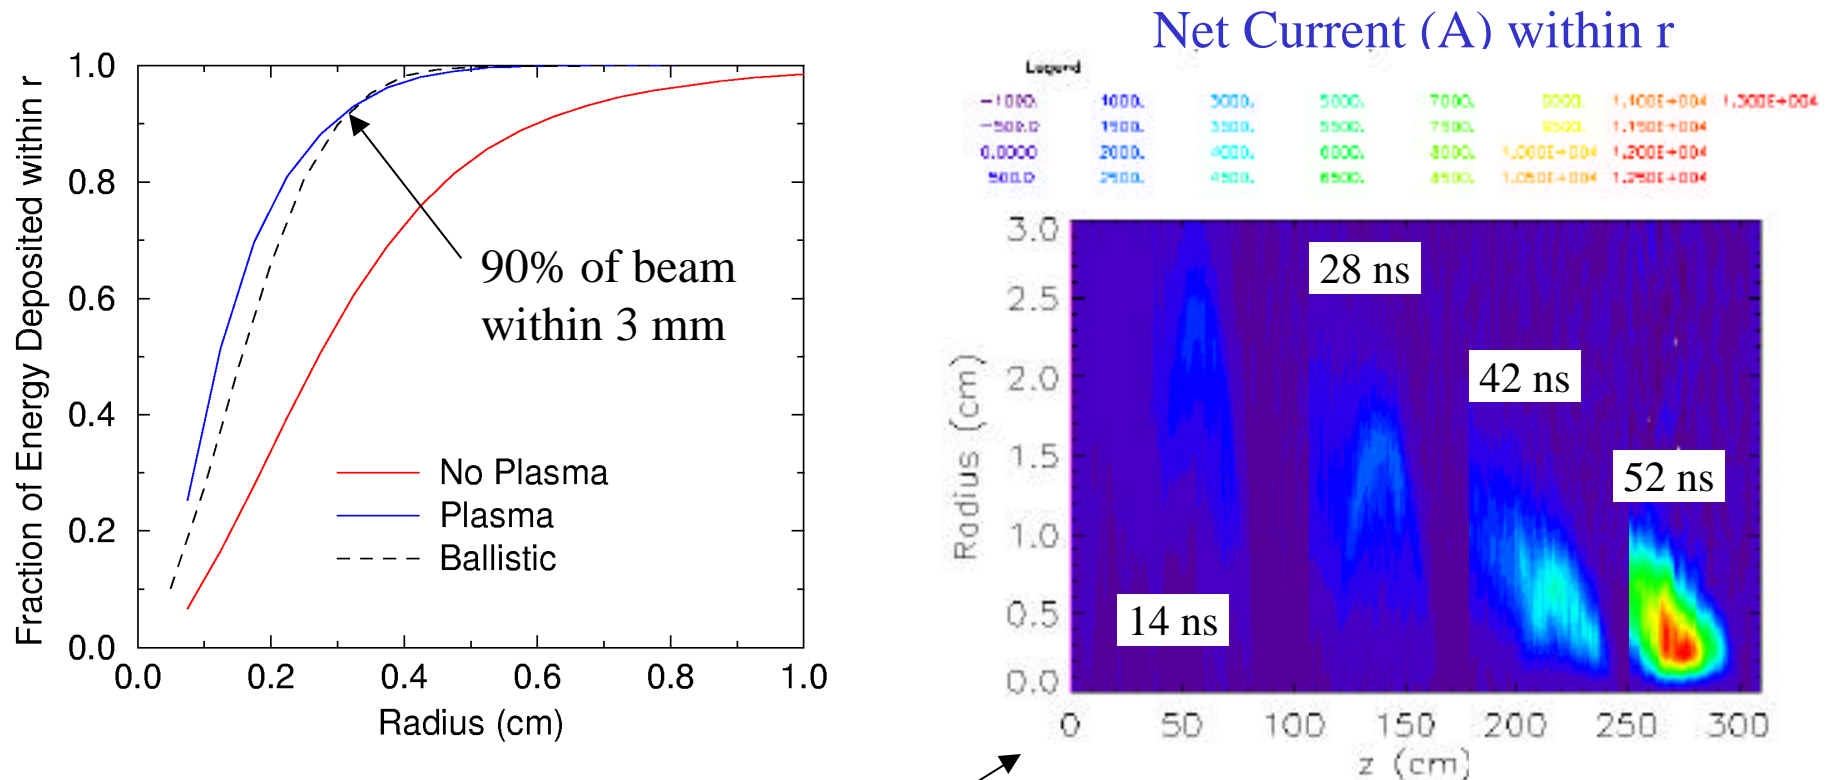 Fraction of Energy Deposited within r
1.0
0.8
0.6
0.4
0.2
0.0
0.0 0.2 0.4 0.6 0.8 1.0
Radius (cm)
90% of beam
within 3 mm
No Plasma
Plasma
Ballistic
Net Current (A) within r
Legend
-1000. 1000. 3000. 5000. 7000. 9000. 1.100E+004 1.300E+004
-500.0 1500. 3500. 5500. 7500. 9500. 1.150E+004
0.0000 2000. 4000. 6000. 8000. 1.000E+004 1.200E+004
500.0 2500. 4500. 6500. 8500. 1.050E+004 1.250E+004
Radius (cm)
3.0
2.5
2.0
1.5
1.0
0.5
0.0
28 ns
42 ns
52 ns
14 ns
0 50 100 150 200 250 300
z (cm)